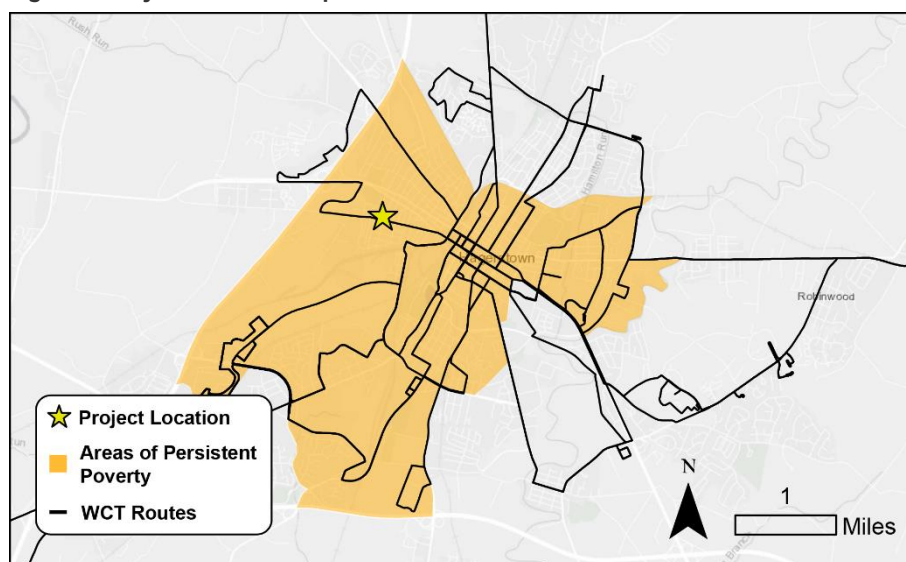 Rush Run
Hamilton Run
Hagerstown
Robinwood
Project Location
Areas of Persistent
Poverty
WCT Routes
N
1
Miles